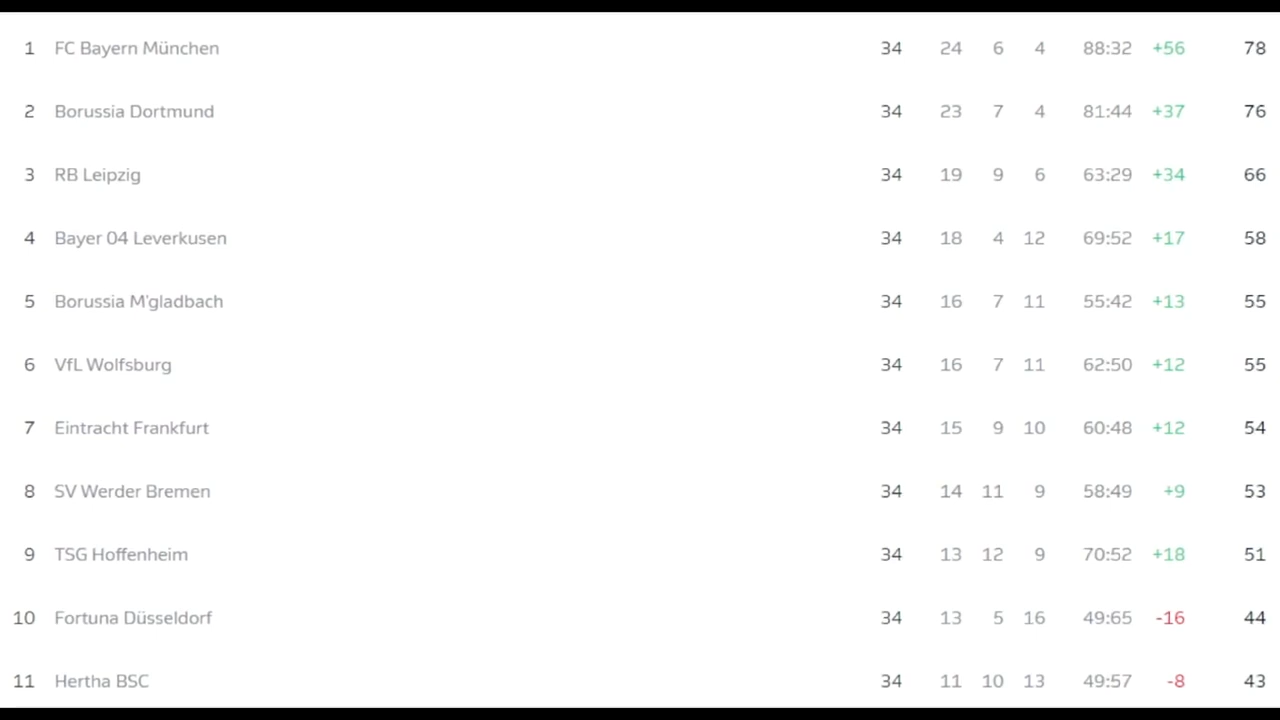 1 FC Bayern München 34 24 6 4 88:32 +56 78
2 Borussia Dortmund 34 23 7 4 81:44 +37 76
3 RB Leipzig 34 19 9 6 63:29 +34 66
4 Bayer 04 Leverkusen 34 18 4 12 69:52 +17 58
5 Borussia M'gladbach 34 16 7 11 55:42 +13 55
6 VfL Wolfsburg 34 16 7 11 62:50 +12 55
7 Eintracht Frankfurt 34 15 9 10 60:48 +12 54
8 SV Werder Bremen 34 14 11 9 58:49 +9 53
9 TSG Hoffenheim 34 13 12 9 70:52 +18 51
10 Fortuna Düsseldorf 34 13 5 16 49:65 -16 44
11 Hertha BSC 34 11 10 13 49:57 -8 43